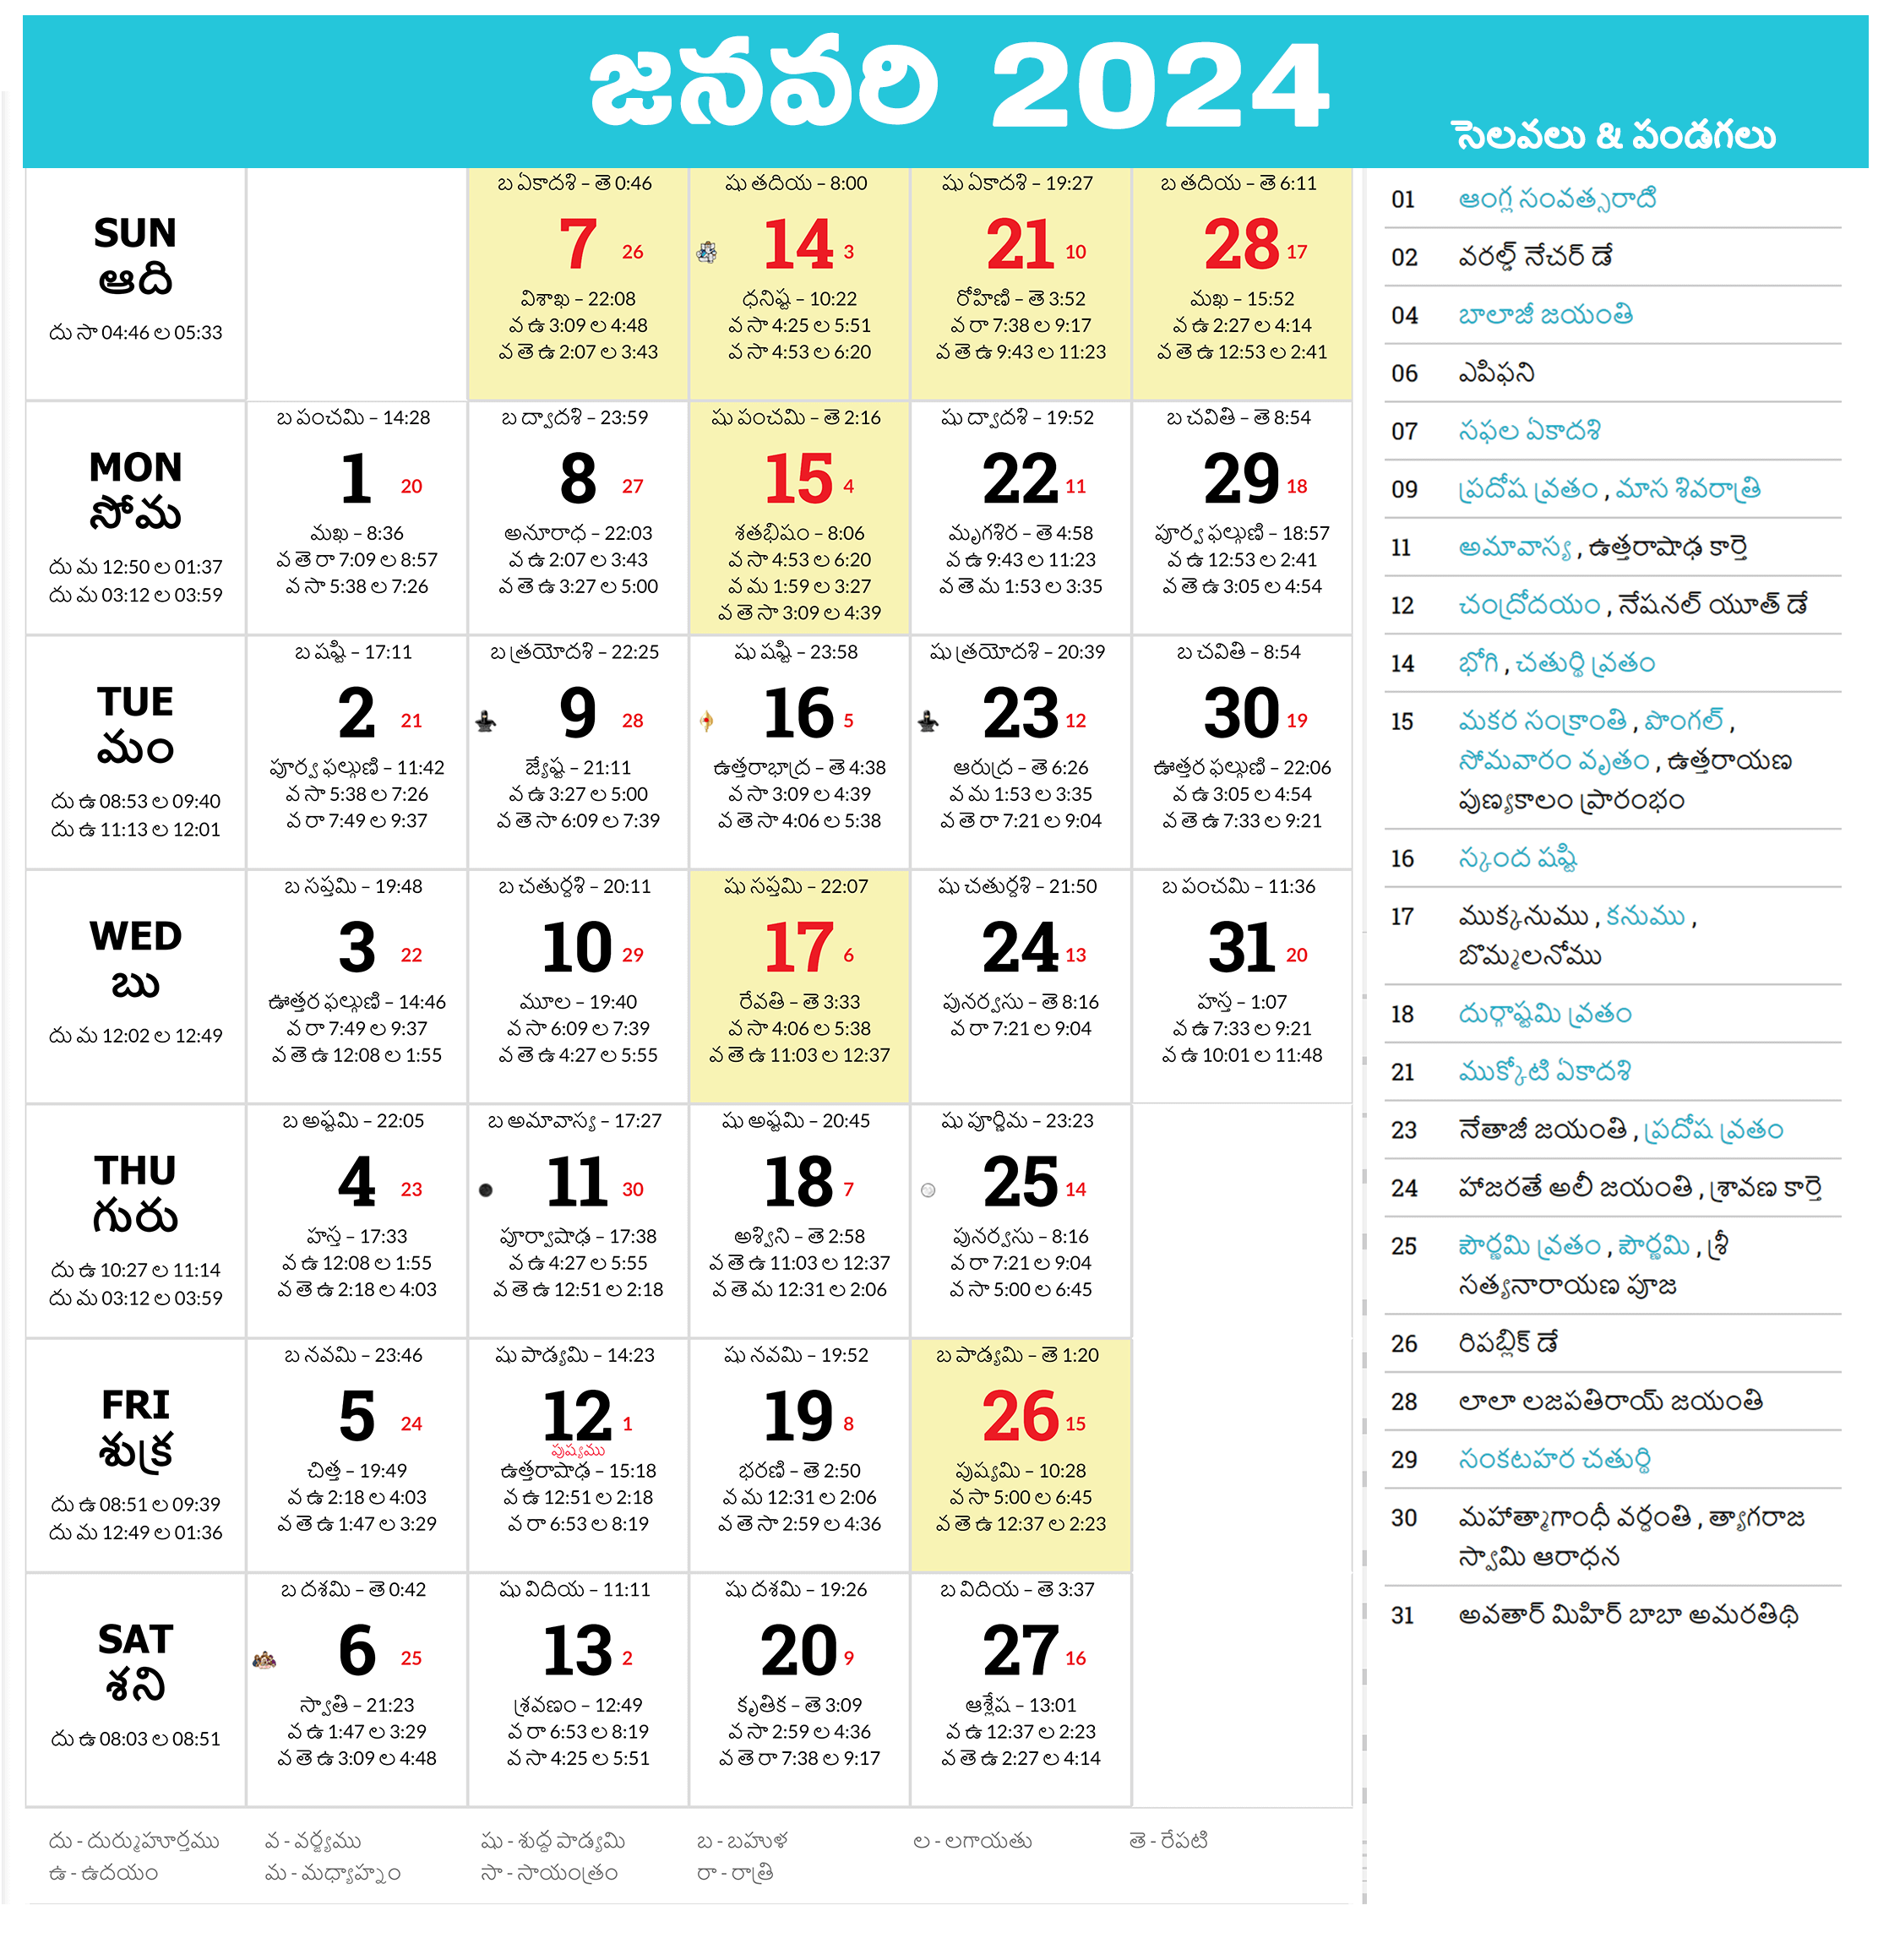 జనవరి 2024
సెలవలు & పండగలు
SUN
ఆది
దు సా 04:46 ల 05:33
బ ఏకాదశి – తె 0:46
7 26
విశాఖ – 22:08
వ ఉ 3:09 ల 4:48
వ తె ఉ 2:07 ల 3:43
షు తదియ – 8:00
14 3
ధనిష్ట – 10:22
వ సా 4:25 ల 5:51
వ సా 4:53 ల 6:20
షు ఏకాదశి – 19:27
21 10
రోహిణి – తె 3:52
వ రా 7:38 ల 9:17
వ తె ఉ 9:43 ల 11:23
బ తదియ – తె 6:11
28 17
మఖ – 15:52
వ ఉ 2:27 ల 4:14
వ తె ఉ 12:53 ల 2:41
MON
సోమ
దు మ 12:50 ల 01:37
దు మ 03:12 ల 03:59
బ పంచమి – 14:28
1 20
మఖ – 8:36
వ తె రా 7:09 ల 8:57
వ సా 5:38 ల 7:26
బ ద్వాదశి – 23:59
8 27
అనూరాధ – 22:03
వ ఉ 2:07 ల 3:43
వ తె ఉ 3:27 ల 5:00
షు పంచమి – తె 2:16
15 4
శతభిషం – 8:06
వ సా 4:53 ల 6:20
వ మ 1:59 ల 3:27
వ తె సా 3:09 ల 4:39
షు ద్వాదశి – 19:52
22 11
మృగశిర – తె 4:58
వ ఉ 9:43 ల 11:23
వ తె మ 1:53 ల 3:35
బ చవితి – తె 8:54
29 18
పూర్వ ఫల్గుణి – 18:57
వ ఉ 12:53 ల 2:41
వ తె ఉ 3:05 ల 4:54
TUE
మం
దు ఉ 08:53 ల 09:40
దు ఉ 11:13 ల 12:01
బ షష్టి – 17:11
2 21
పూర్వ ఫల్గుణి – 11:42
వ సా 5:38 ల 7:26
వ రా 7:49 ల 9:37
బ త్రయోదశి – 22:25
9 28
జ్యేష్ట – 21:11
వ ఉ 3:27 ల 5:00
వ తె సా 6:09 ల 7:39
షు షష్టి – 23:58
16 5
ఉత్తరాభాద్ర – తె 4:38
వ సా 3:09 ల 4:39
వ తె సా 4:06 ల 5:38
షు త్రయోదశి – 20:39
23 12
ఆరుద్ర – తె 6:26
వ మ 1:53 ల 3:35
వ తె రా 7:21 ల 9:04
బ చవితి – 8:54
30 19
ఊత్తర ఫల్గుణి – 22:06
వ ఉ 3:05 ల 4:54
వ తె ఉ 7:33 ల 9:21
WED
బు
దు మ 12:02 ల 12:49
బ సప్తమి – 19:48
3 22
ఊత్తర ఫల్గుణి – 14:46
వ రా 7:49 ల 9:37
వ తె ఉ 12:08 ల 1:55
బ చతుర్దశి – 20:11
10 29
మూల – 19:40
వ సా 6:09 ల 7:39
వ తె ఉ 4:27 ల 5:55
షు సప్తమి – 22:07
17 6
రేవతి – తె 3:33
వ సా 4:06 ల 5:38
వ తె ఉ 11:03 ల 12:37
షు చతుర్దశి – 21:50
24 13
పునర్వసు – తె 8:16
వ రా 7:21 ల 9:04
బ పంచమి – 11:36
31 20
హస్త – 1:07
వ ఉ 7:33 ల 9:21
వ ఉ 10:01 ల 11:48
THU
గురు
దు ఉ 10:27 ల 11:14
దు మ 03:12 ల 03:59
బ అష్టమి – 22:05
4 23
హస్త – 17:33
వ ఉ 12:08 ల 1:55
వ తె ఉ 2:18 ల 4:03
బ అమావాస్య – 17:27
11 30
పూర్వాషాఢ – 17:38
వ ఉ 4:27 ల 5:55
వ తె ఉ 12:51 ల 2:18
షు అష్టమి – 20:45
18 7
అశ్విని – తె 2:58
వ తె ఉ 11:03 ల 12:37
వ తె మ 12:31 ల 2:06
షు పూర్ణిమ – 23:23
25 14
పునర్వసు – 8:16
వ రా 7:21 ల 9:04
వ సా 5:00 ల 6:45
FRI
శుక్ర
దు ఉ 08:51 ల 09:39
దు మ 12:49 ల 01:36
బ నవమి – 23:46
5 24
చిత్త – 19:49
వ ఉ 2:18 ల 4:03
వ తె ఉ 1:47 ల 3:29
షు పాడ్యమి – 14:23
12 1
పుష్యము
ఉత్తరాషాఢ – 15:18
వ ఉ 12:51 ల 2:18
వ రా 6:53 ల 8:19
షు నవమి – 19:52
19 8
భరణి – తె 2:50
వ మ 12:31 ల 2:06
వ తె సా 2:59 ల 4:36
బ పాడ్యమి – తె 1:20
26 15
పుష్యమి – 10:28
వ సా 5:00 ల 6:45
వ తె ఉ 12:37 ల 2:23
SAT
శని
దు ఉ 08:03 ల 08:51
బ దశమి – తె 0:42
6 25
స్వాతి – 21:23
వ ఉ 1:47 ల 3:29
వ తె ఉ 3:09 ల 4:48
షు విదియ – 11:11
13 2
శ్రవణం – 12:49
వ రా 6:53 ల 8:19
వ సా 4:25 ల 5:51
షు దశమి – 19:26
20 9
కృతిక – తె 3:09
వ సా 2:59 ల 4:36
వ తె రా 7:38 ల 9:17
బ విదియ – తె 3:37
27 16
ఆశ్లేష – 13:01
వ ఉ 12:37 ల 2:23
వ తె ఉ 2:27 ల 4:14
దు - దుర్ముహూర్తము వ - వర్జ్యము షు - శుద్ధ పాడ్యమి బ - బహుళ ల - లగాయతు తె - రేపటి
ఉ - ఉదయం మ - మధ్యాహ్నం సా - సాయంత్రం రా - రాత్రి
01 ఆంగ్ల సంవత్సరాది
02 వరల్డ్ నేచర్ డే
04 బాలాజీ జయంతి
06 ఎపిఫని
07 సఫల ఏకాదశి
09 ప్రదోష వ్రతం , మాస శివరాత్రి
11 అమావాస్య , ఉత్తరాషాఢ కార్తె
12 చంద్రోదయం , నేషనల్ యూత్ డే
14 భోగి , చతుర్థి వ్రతం
15 మకర సంక్రాంతి , పొంగల్ ,
సోమవారం వృతం , ఉత్తరాయణ
పుణ్యకాలం ప్రారంభం
16 స్కంద షష్టి
17 ముక్కనుము , కనుము ,
బొమ్మలనోము
18 దుర్గాష్టమి వ్రతం
21 ముక్కోటి ఏకాదశి
23 నేతాజీ జయంతి , ప్రదోష వ్రతం
24 హాజరతే అలీ జయంతి , శ్రావణ కార్తె
25 పౌర్ణమి వ్రతం , పౌర్ణమి , శ్రీ
సత్యనారాయణ పూజ
26 రిపబ్లిక్ డే
28 లాలా లజపతిరాయ్ జయంతి
29 సంకటహర చతుర్థి
30 మహాత్మాగాంధీ వర్ధంతి , త్యాగరాజ
స్వామి ఆరాధన
31 అవతార్ మిహిర్ బాబా అమరతిథి